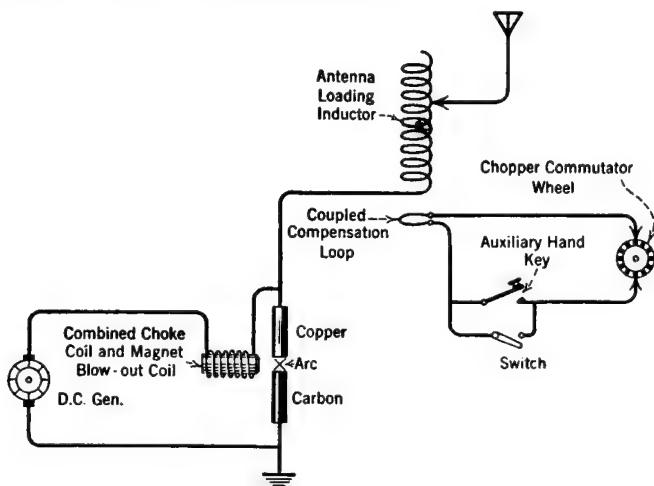 Antenna
Loading
Inductor
Chopper Commutator
Wheel
Coupled
Compensation
Loop
Auxiliary Hand
Key
Switch
Combined Choke
Coil and Magnet
Blow-out Coil
D.C. Gen.
Copper
Arc
Carbon